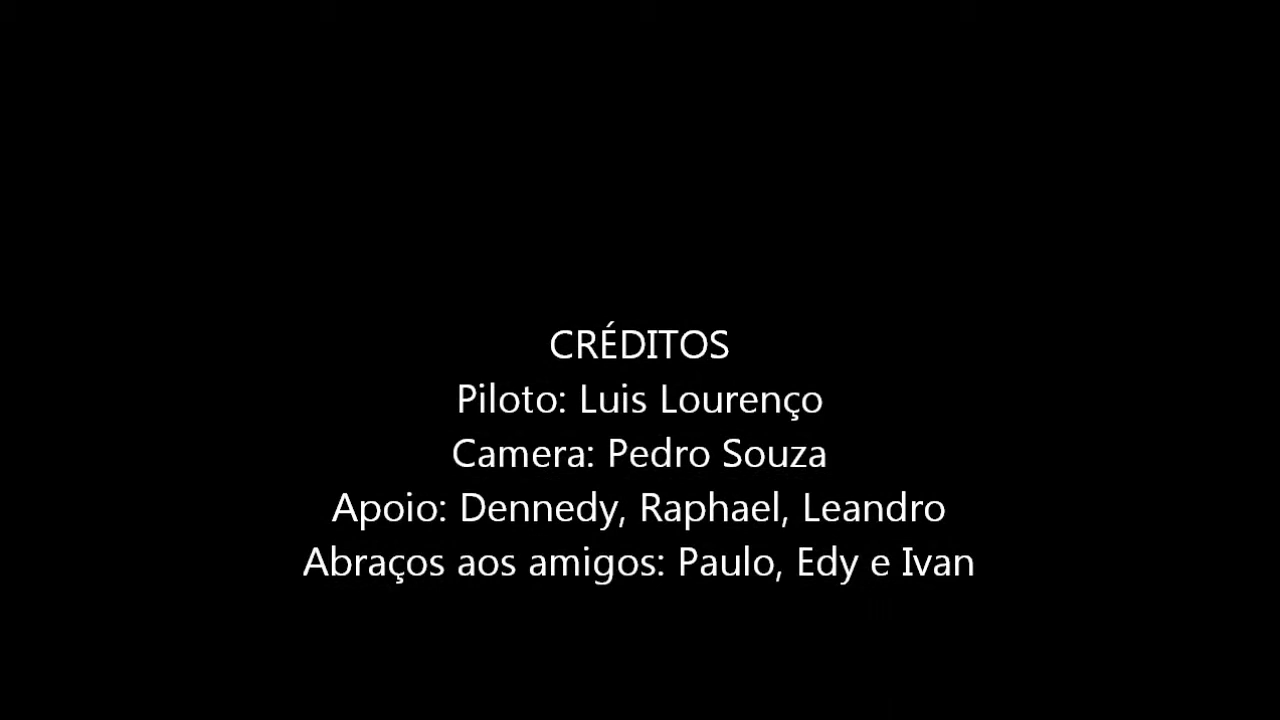 CRÉDITOS
Piloto: Luis Lourenço
Camera: Pedro Souza
Apoio: Dennedy, Raphael, Leandro
Abraços aos amigos: Paulo, Edy e Ivan